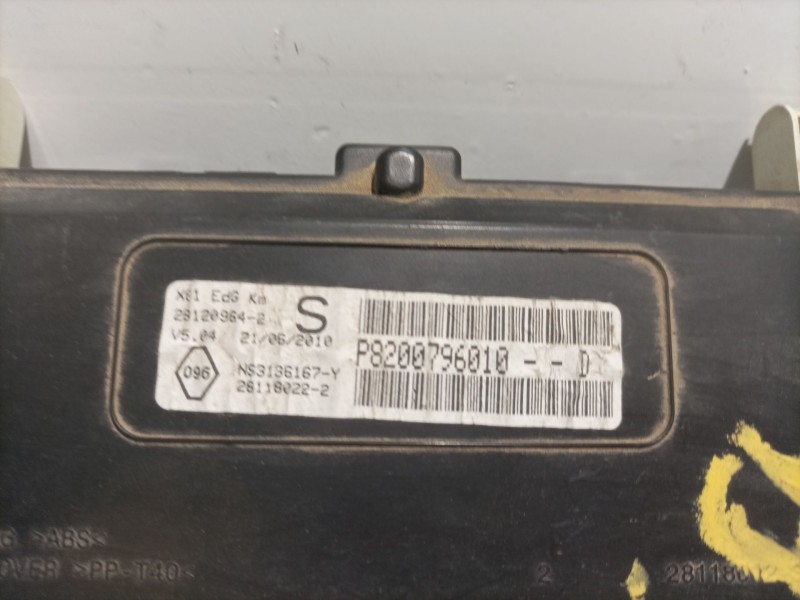 X61 EdG Km
S
28120964-2
V5.04 21/06/2010
P8200796010 - - D
096
NS3136167-Y
28118022-2
>ABS<
>PP-T40<
2